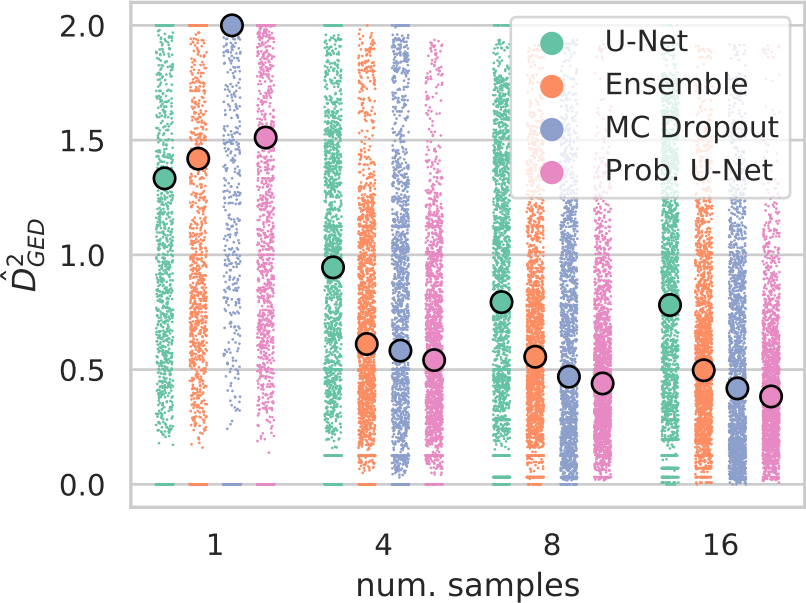 2.0
1.5
1.0
0.5
0.0
D̂²_GED
U-Net
Ensemble
MC Dropout
Prob. U-Net
1 4 8 16
num. samples